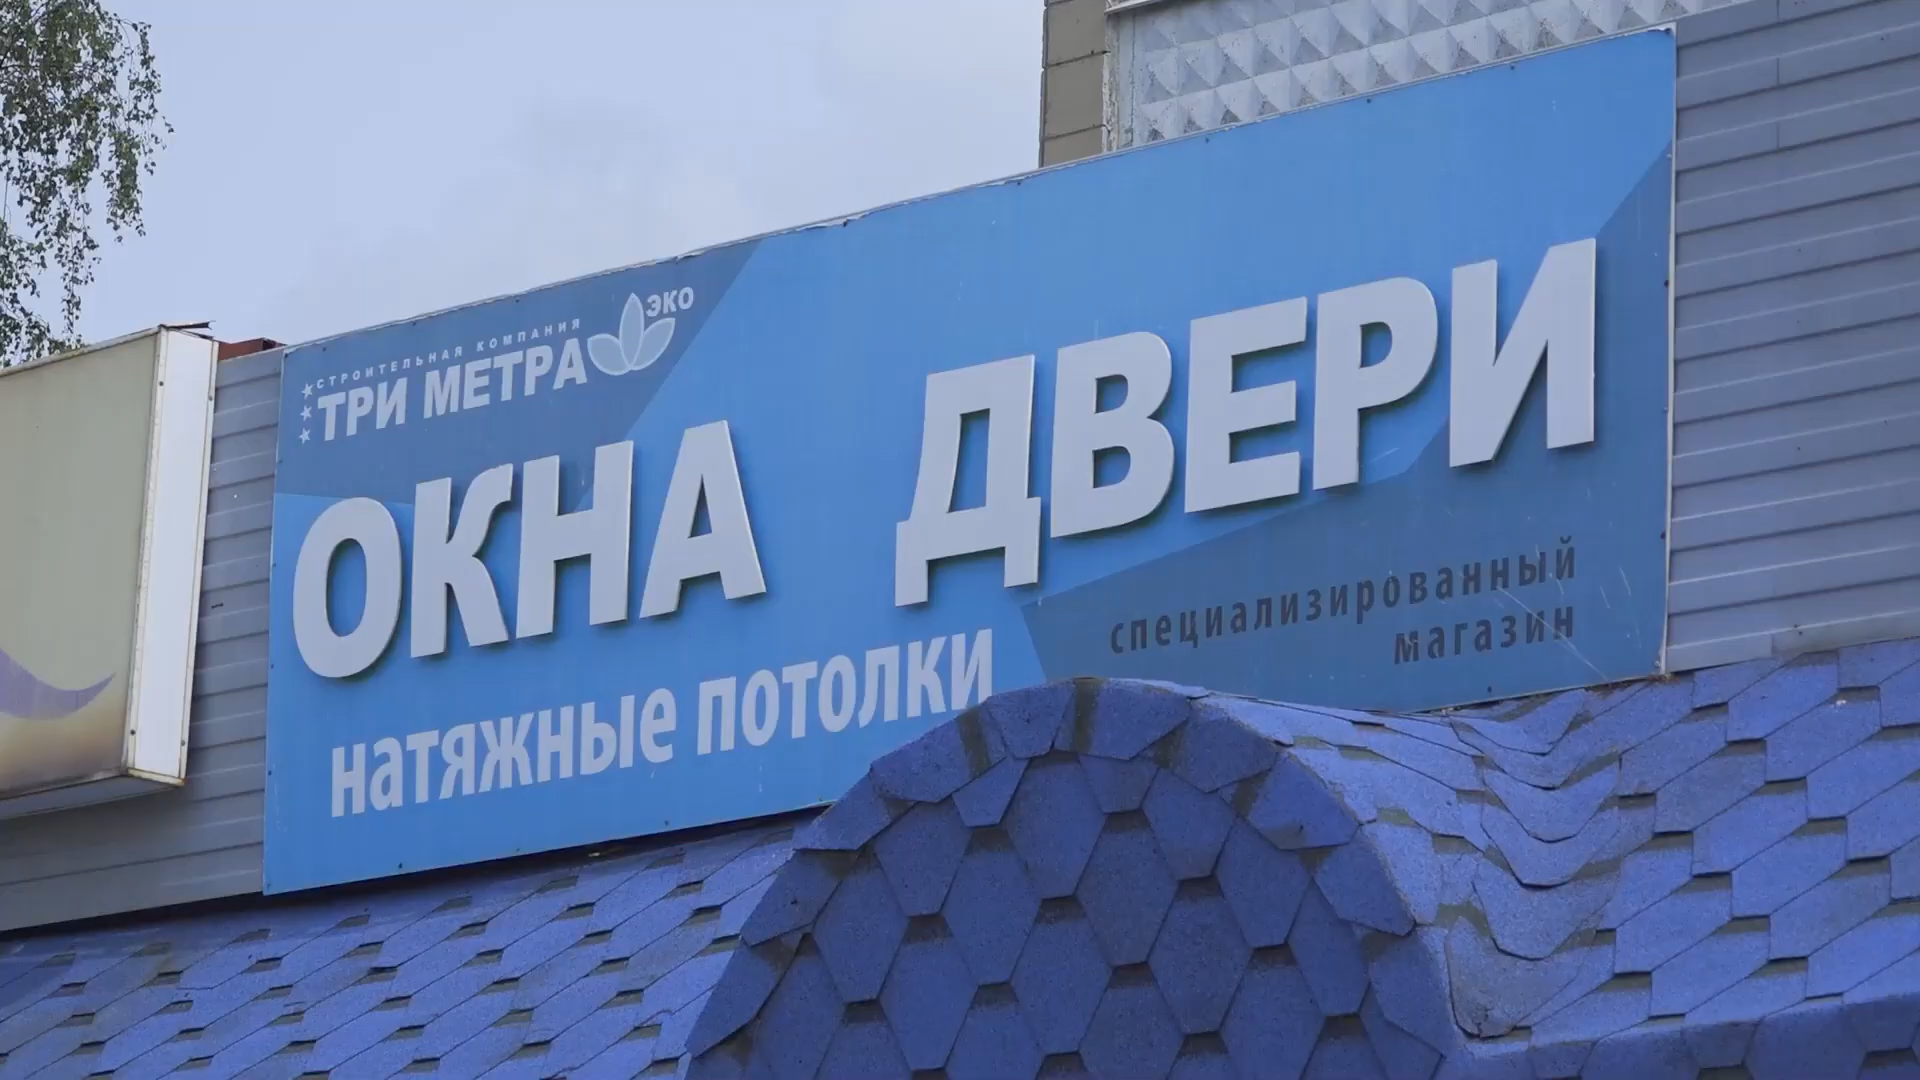 СТРОИТЕЛЬНАЯ КОМПАНИЯ
ТРИ МЕТРА
ЭКО
ОКНА ДВЕРИ
натяжные потолки
специализированный
магазин